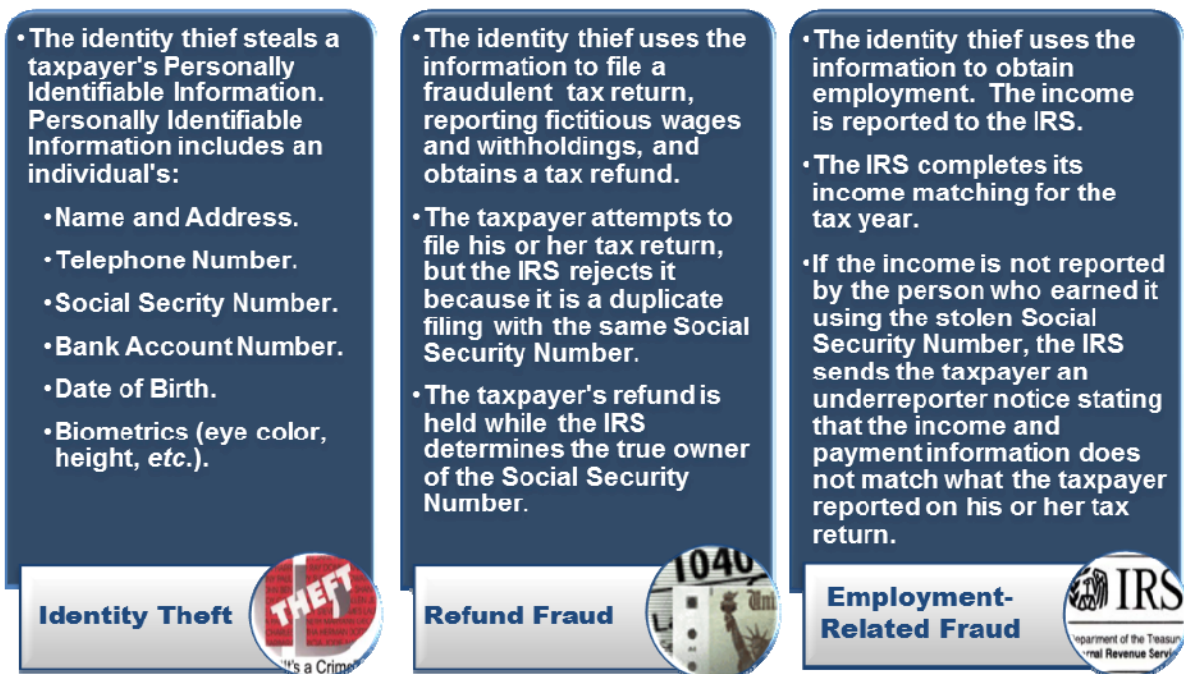 • The identity thief steals a
taxpayer's Personally
Identifiable Information.
Personally Identifiable
Information includes an
individual's:
• Name and Address.
• Telephone Number.
• Social Secrity Number.
• Bank Account Number.
• Date of Birth.
• Biometrics (eye color,
height, etc.).
Identity Theft
THEFT
It's a Crime
• The identity thief uses the
information to file a
fraudulent tax return,
reporting fictitious wages
and withholdings, and
obtains a tax refund.
• The taxpayer attempts to
file his or her tax return,
but the IRS rejects it
because it is a duplicate
filing with the same Social
Security Number.
• The taxpayer's refund is
held while the IRS
determines the true owner
of the Social Security
Number.
Refund Fraud
1040
• The identity thief uses the
information to obtain
employment. The income
is reported to the IRS.
• The IRS completes its
income matching for the
tax year.
• If the income is not reported
by the person who earned it
using the stolen Social
Security Number, the IRS
sends the taxpayer an
underreporter notice stating
that the income and
payment information does
not match what the taxpayer
reported on his or her tax
return.
Employment-
Related Fraud
IRS
epartment of the Treasur
rnal Revenue Servic